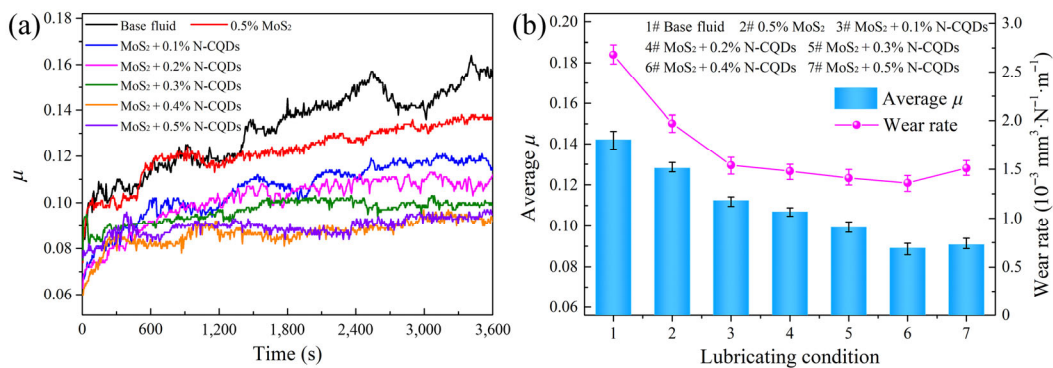 (a)
Base fluid 0.5% MoS₂
MoS₂ + 0.1% N-CQDs
MoS₂ + 0.2% N-CQDs
MoS₂ + 0.3% N-CQDs
MoS₂ + 0.4% N-CQDs
MoS₂ + 0.5% N-CQDs
0.18
0.16
0.14
0.12
0.10
0.08
0.06
μ
0 600 1,200 1,800 2,400 3,000 3,600
Time (s)
(b)
1# Base fluid 2# 0.5% MoS₂ 3# MoS₂ + 0.1% N-CQDs
4# MoS₂ + 0.2% N-CQDs 5# MoS₂ + 0.3% N-CQDs
6# MoS₂ + 0.4% N-CQDs 7# MoS₂ + 0.5% N-CQDs
Average μ
Wear rate
0.20
0.18
0.16
0.14
0.12
0.10
0.08
0.06
Average μ
3.0
2.5
2.0
1.5
1.0
0.5
0
Wear rate (10⁻³ mm³·N⁻¹·m⁻¹)
1 2 3 4 5 6 7
Lubricating condition